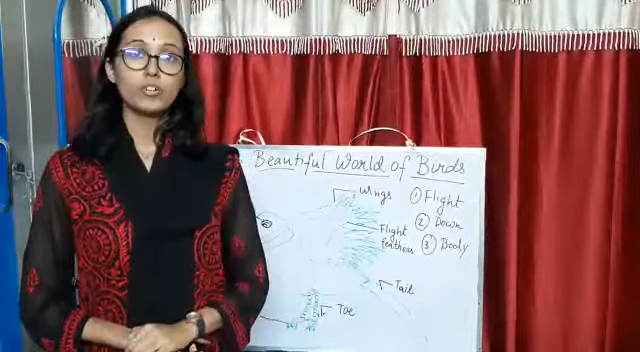 Beautiful World of Birds
wings
① Flight
② Down
③ Body
Flight
feathers
Tail
Toe